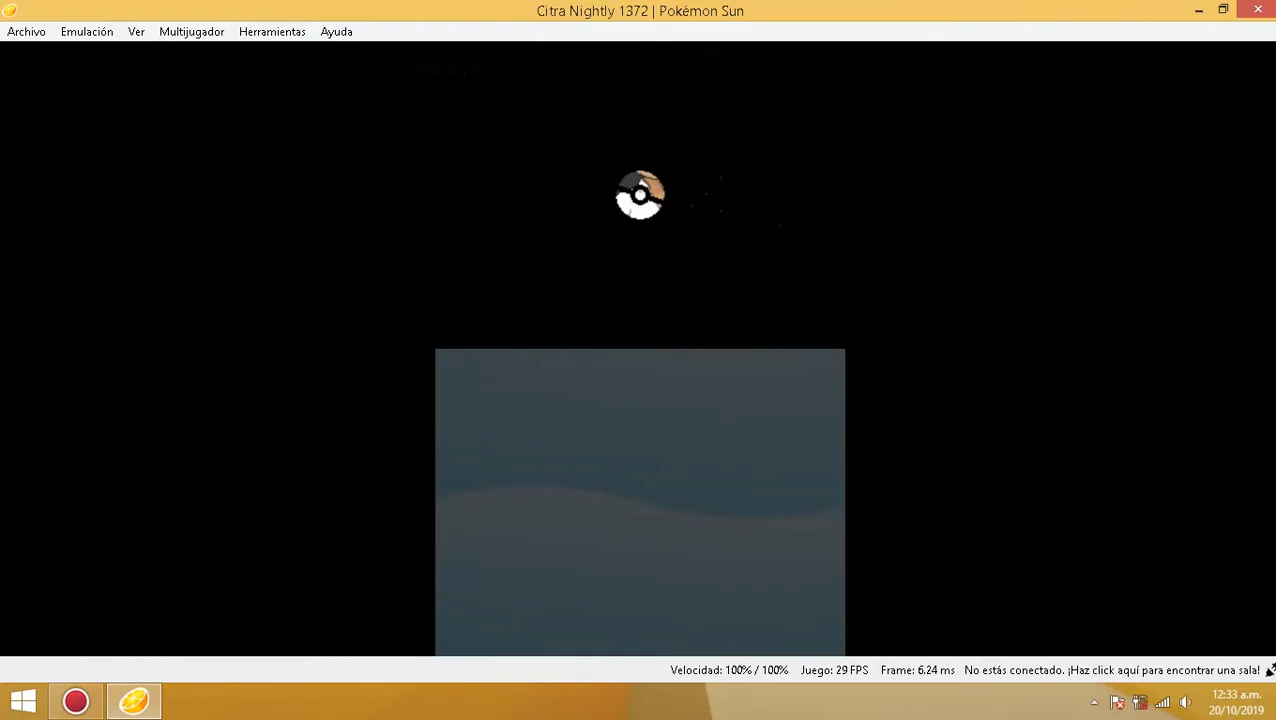 Citra Nightly 1372 | Pokémon Sun
Archivo Emulación Ver Multijugador Herramientas Ayuda
Velocidad: 100% / 100% Juego: 29 FPS Frame: 6.24 ms No estás conectado. ¡Haz click aquí para encontrar una sala!
12:33 a.m.
20/10/2019